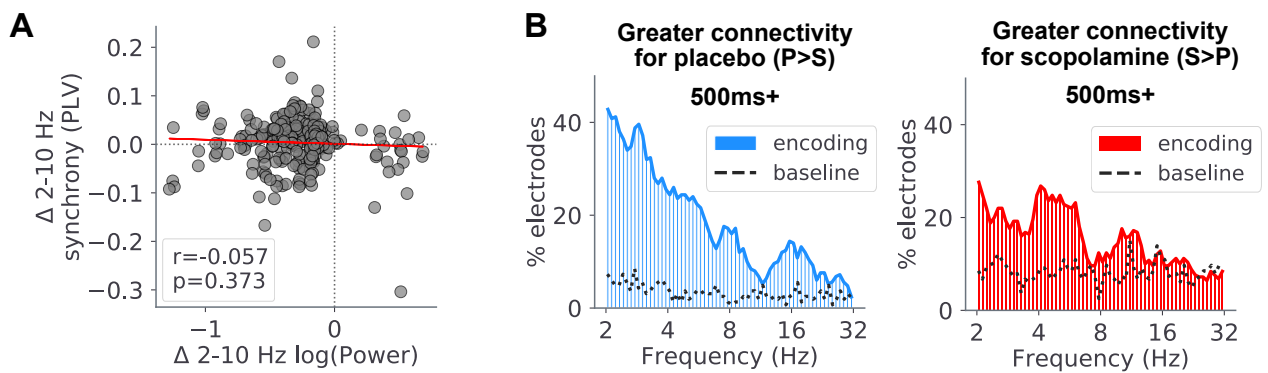 A
0.2
0.1
0.0
−0.1
−0.2
−0.3
Δ 2-10 Hz
synchrony (PLV)
r=-0.057
p=0.373
−1
0
Δ 2-10 Hz log(Power)
B
Greater connectivity
for placebo (P>S)
500ms+
encoding
baseline
% electrodes
40
20
0
2
4
8
16
32
Frequency (Hz)
Greater connectivity
for scopolamine (S>P)
500ms+
encoding
baseline
% electrodes
40
20
0
2
4
8
16
32
Frequency (Hz)